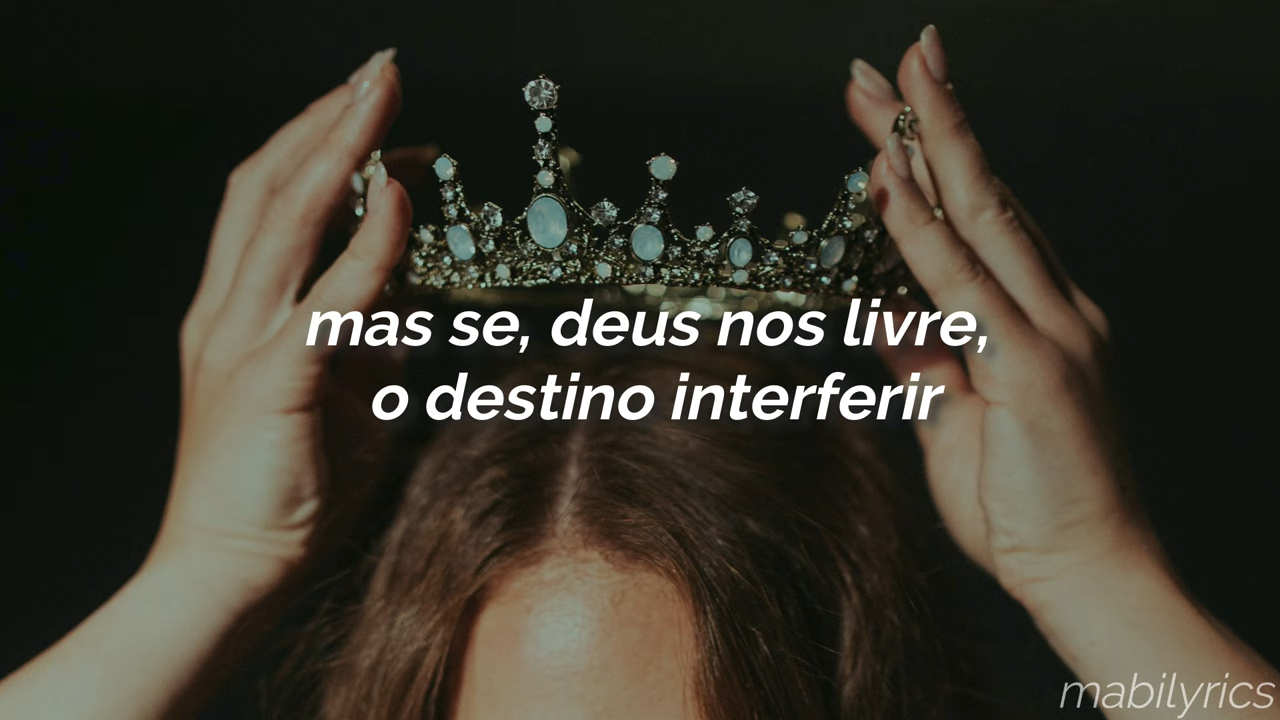 mas se, deus nos livre,
o destino interferir
mabilyrics